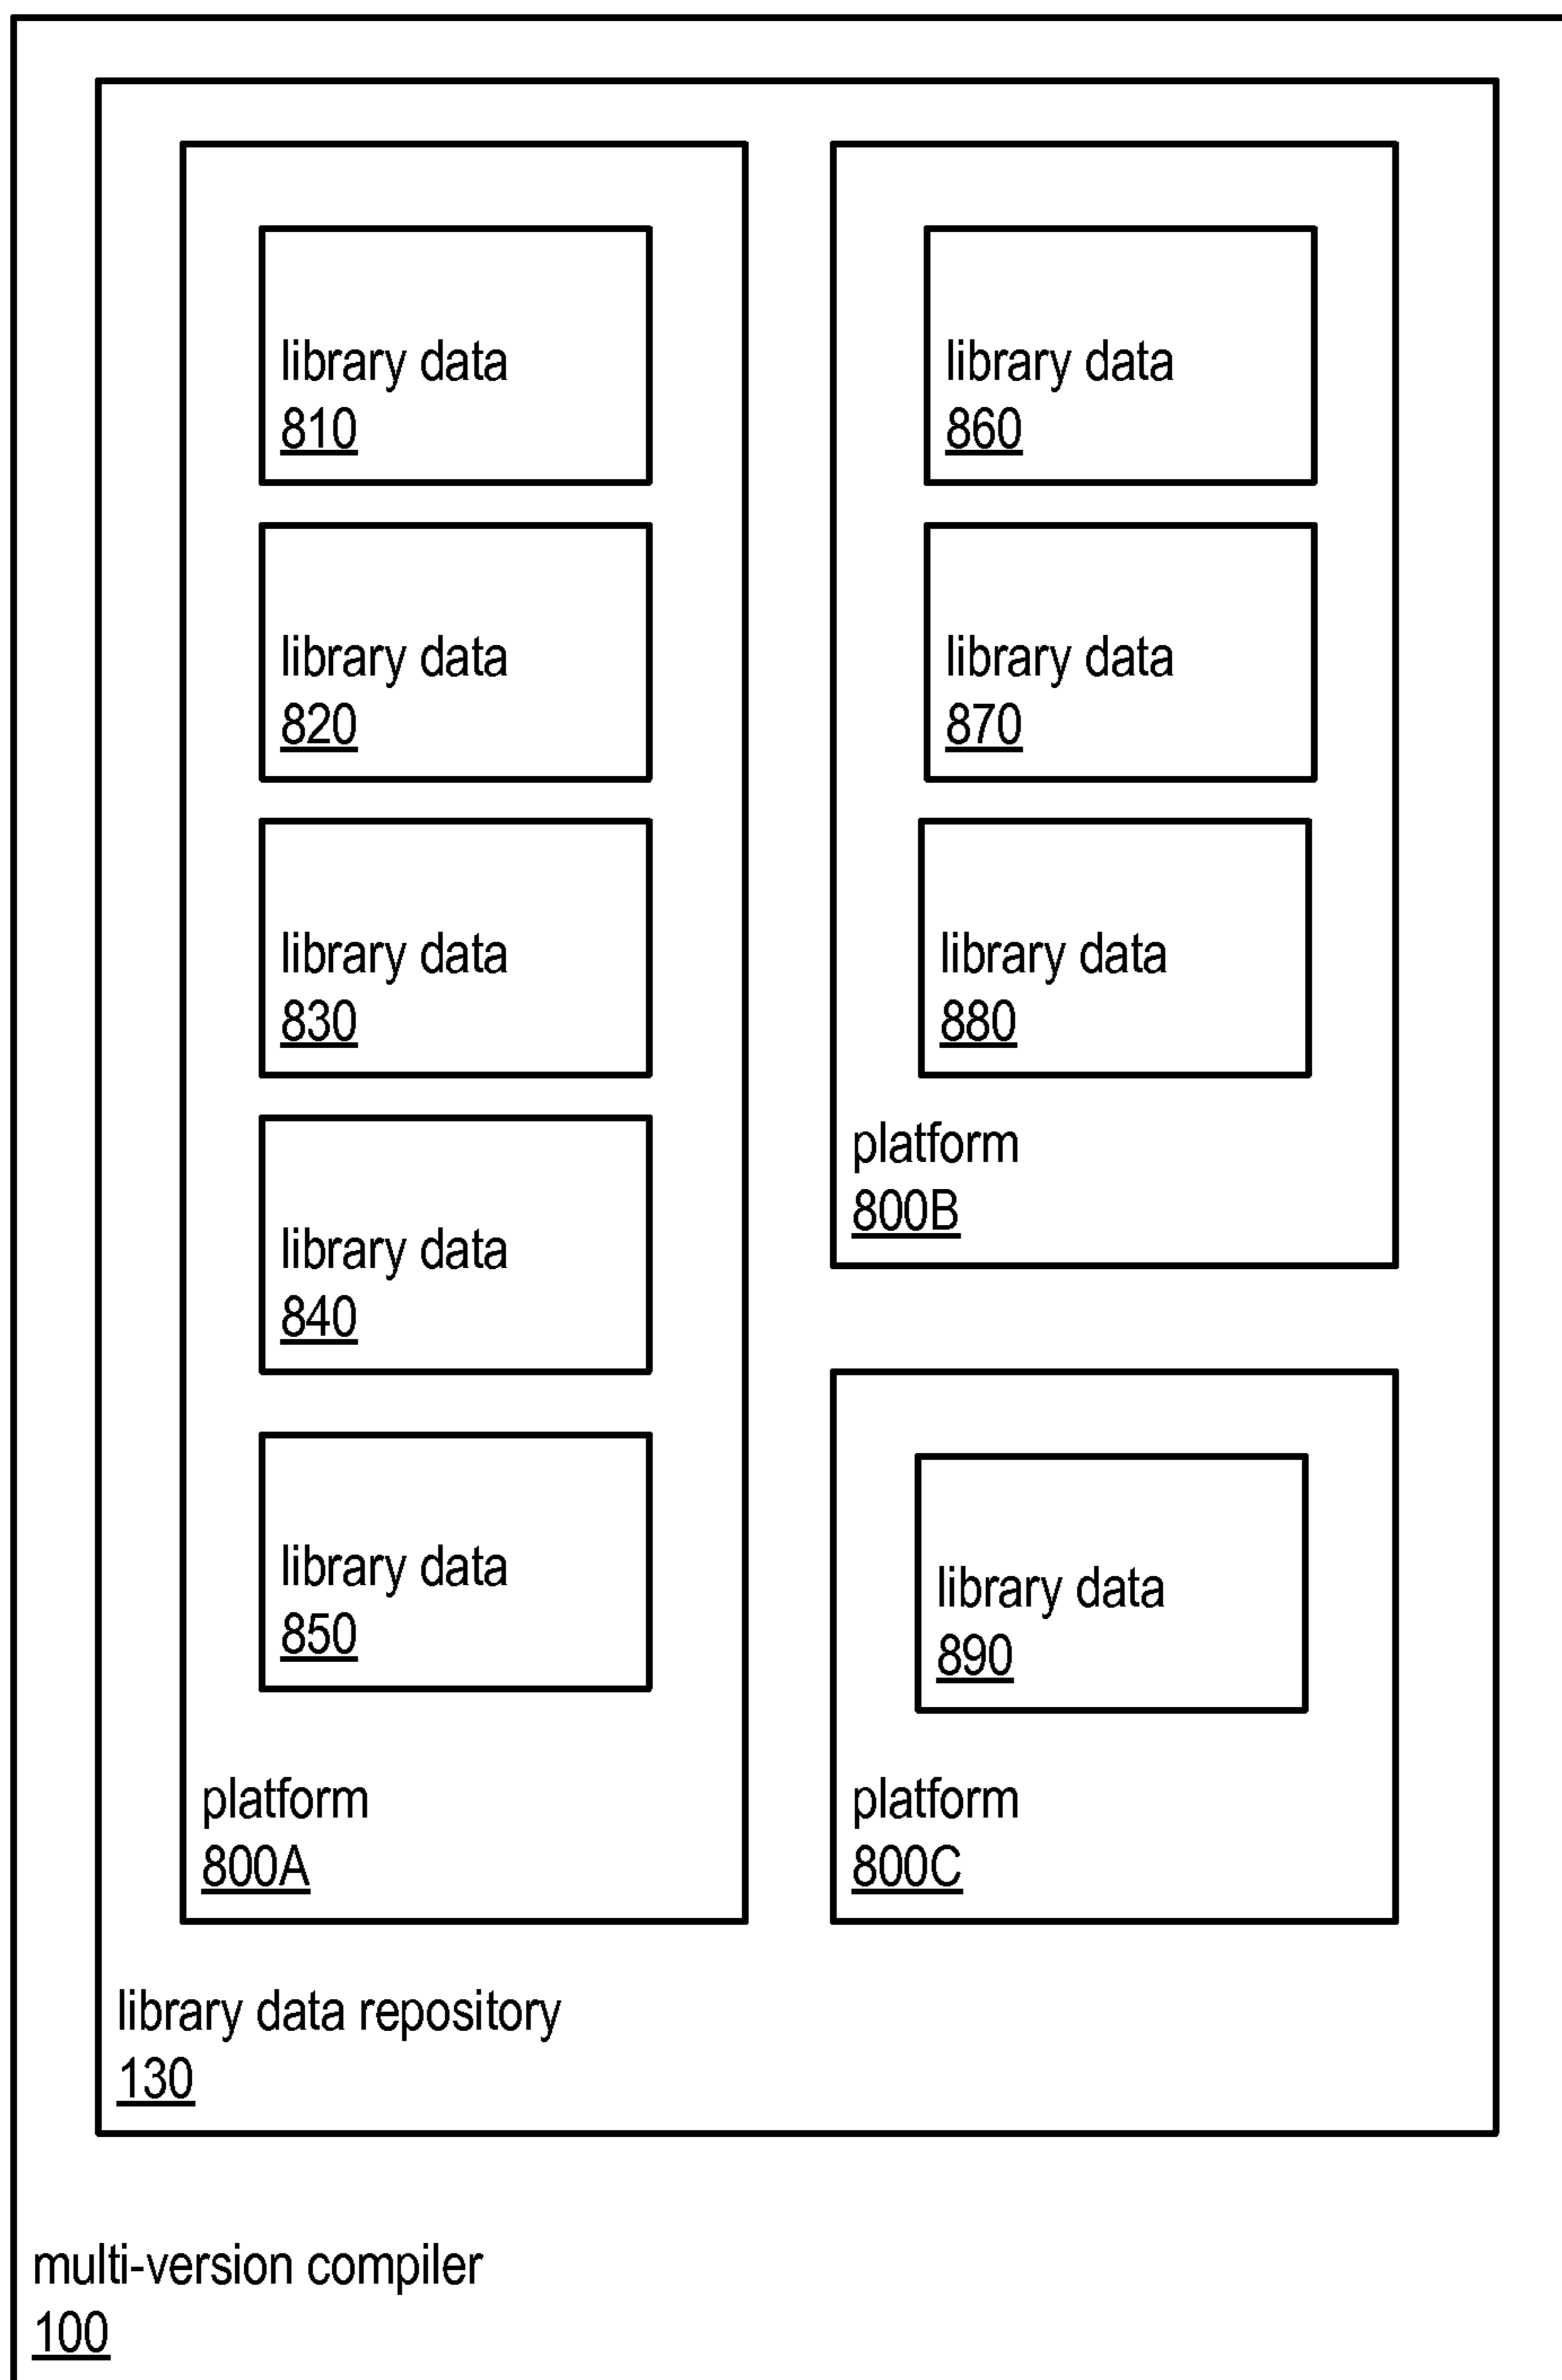 library data
810
library data
820
library data
830
library data
840
library data
850
platform
800A
library data
860
library data
870
library data
880
platform
800B
library data
890
platform
800C
library data repository
130
multi-version compiler
100